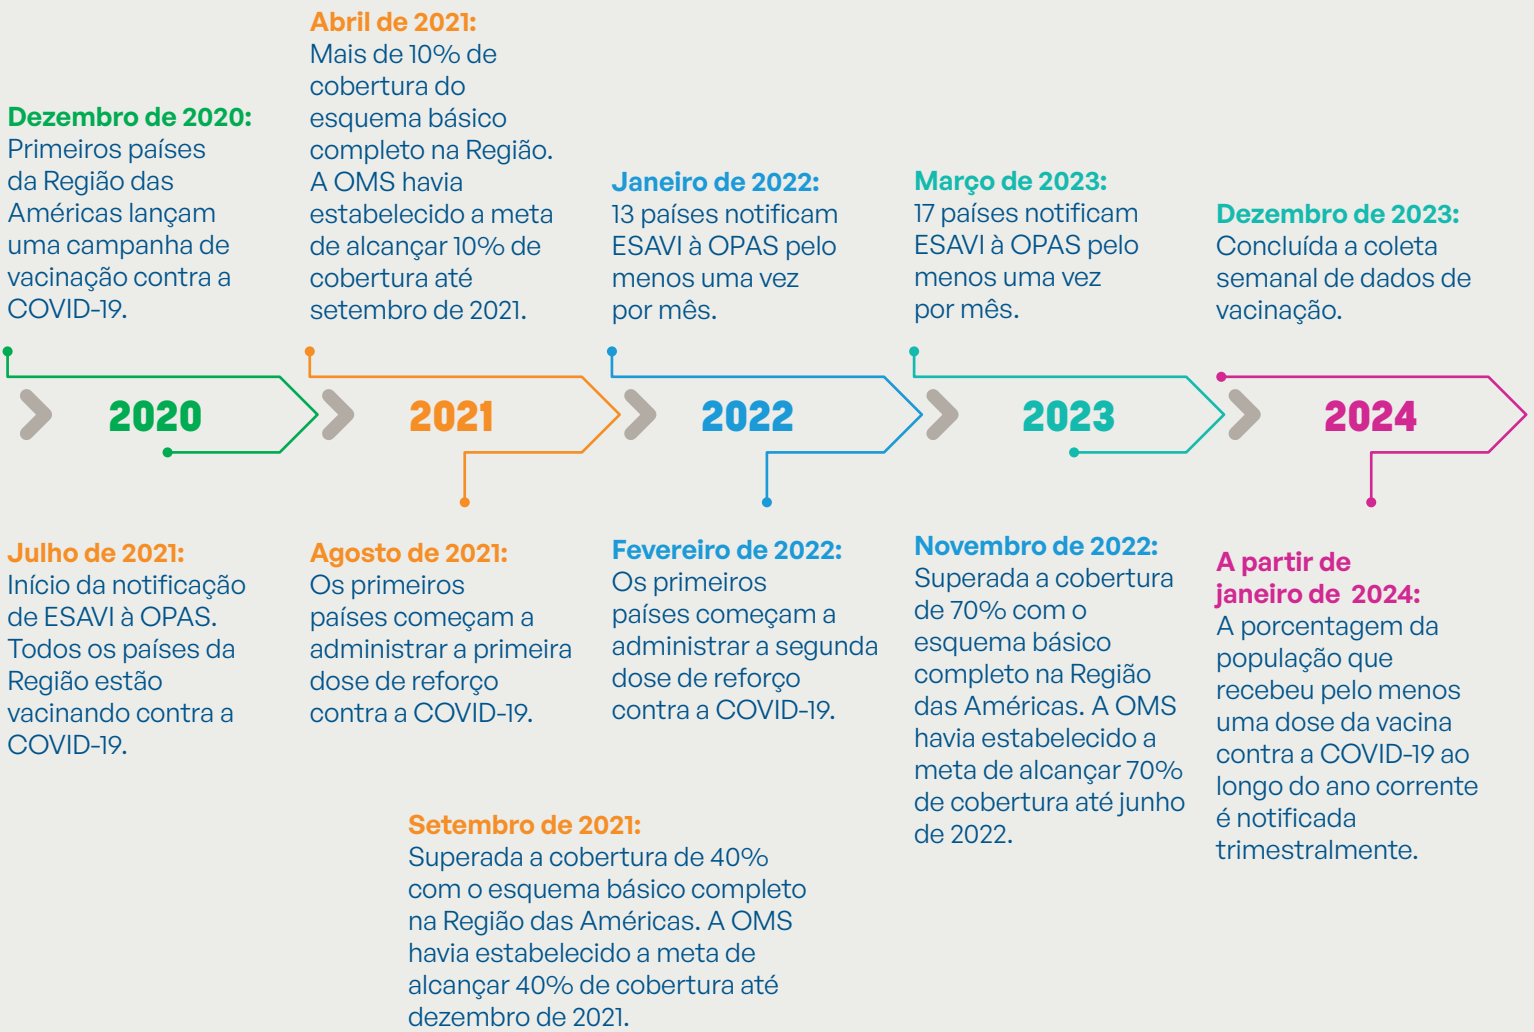 Dezembro de 2020:
Primeiros países
da Região das
Américas lançam
uma campanha de
vacinação contra a
COVID-19.
Abril de 2021:
Mais de 10% de
cobertura do
esquema básico
completo na Região.
A OMS havia
estabelecido a meta
de alcançar 10% de
cobertura até
setembro de 2021.
Janeiro de 2022:
13 países notificam
ESAVI à OPAS pelo
menos uma vez
por mês.
Março de 2023:
17 países notificam
ESAVI à OPAS pelo
menos uma vez
por mês.
Dezembro de 2023:
Concluída a coleta
semanal de dados de
vacinação.
2020
2021
2022
2023
2024
Julho de 2021:
Início da notificação
de ESAVI à OPAS.
Todos os países da
Região estão
vacinando contra a
COVID-19.
Agosto de 2021:
Os primeiros
países começam a
administrar a primeira
dose de reforço
contra a COVID-19.
Fevereiro de 2022:
Os primeiros
países começam a
administrar a segunda
dose de reforço
contra a COVID-19.
Novembro de 2022:
Superada a cobertura
de 70% com o
esquema básico
completo na Região
das Américas. A OMS
havia estabelecido a
meta de alcançar 70%
de cobertura até junho
de 2022.
A partir de
janeiro de 2024:
A porcentagem da
população que
recebeu pelo menos
uma dose da vacina
contra a COVID-19 ao
longo do ano corrente
é notificada
trimestralmente.
Setembro de 2021:
Superada a cobertura de 40%
com o esquema básico completo
na Região das Américas. A OMS
havia estabelecido a meta de
alcançar 40% de cobertura até
dezembro de 2021.